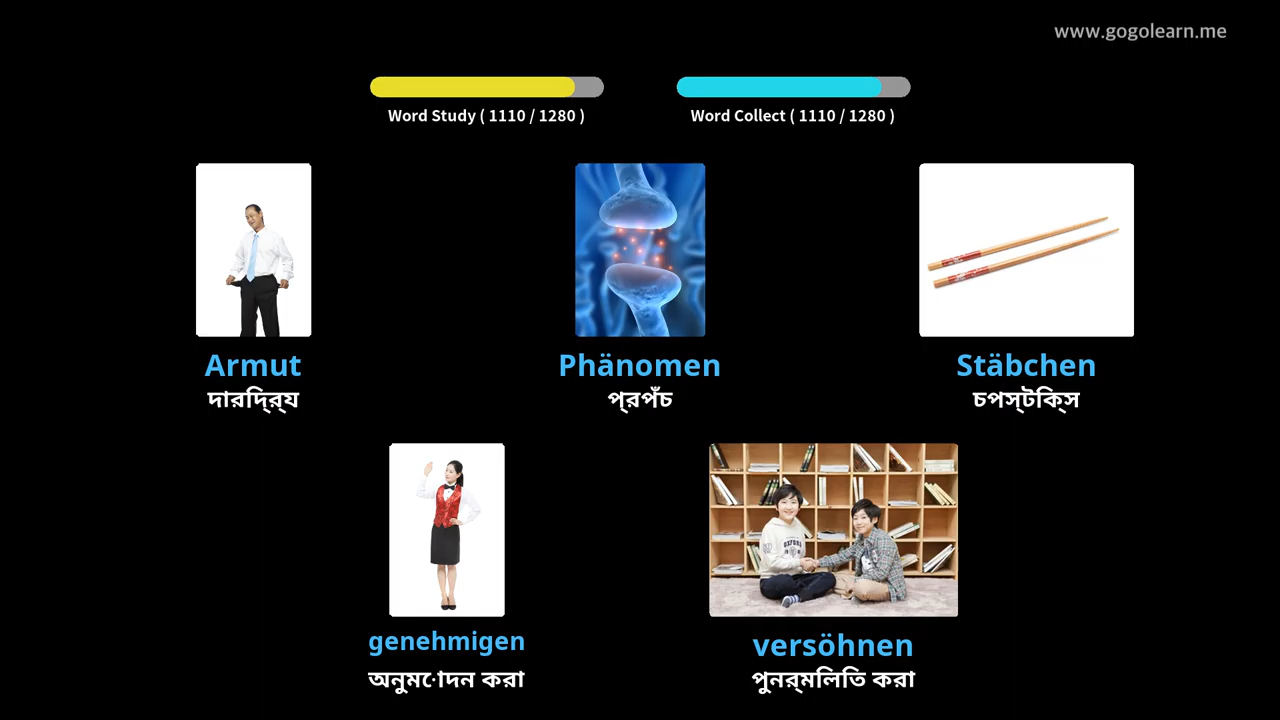 www.gogolearn.me
Word Study ( 1110 / 1280 )
Word Collect ( 1110 / 1280 )
Armut
দারদ্রি্য
Phänomen
প্রপঁচ
Stäbchen
চপস্টকি্স
genehmigen
অনুমোদন করা
versöhnen
পুনর্মলিতি করা